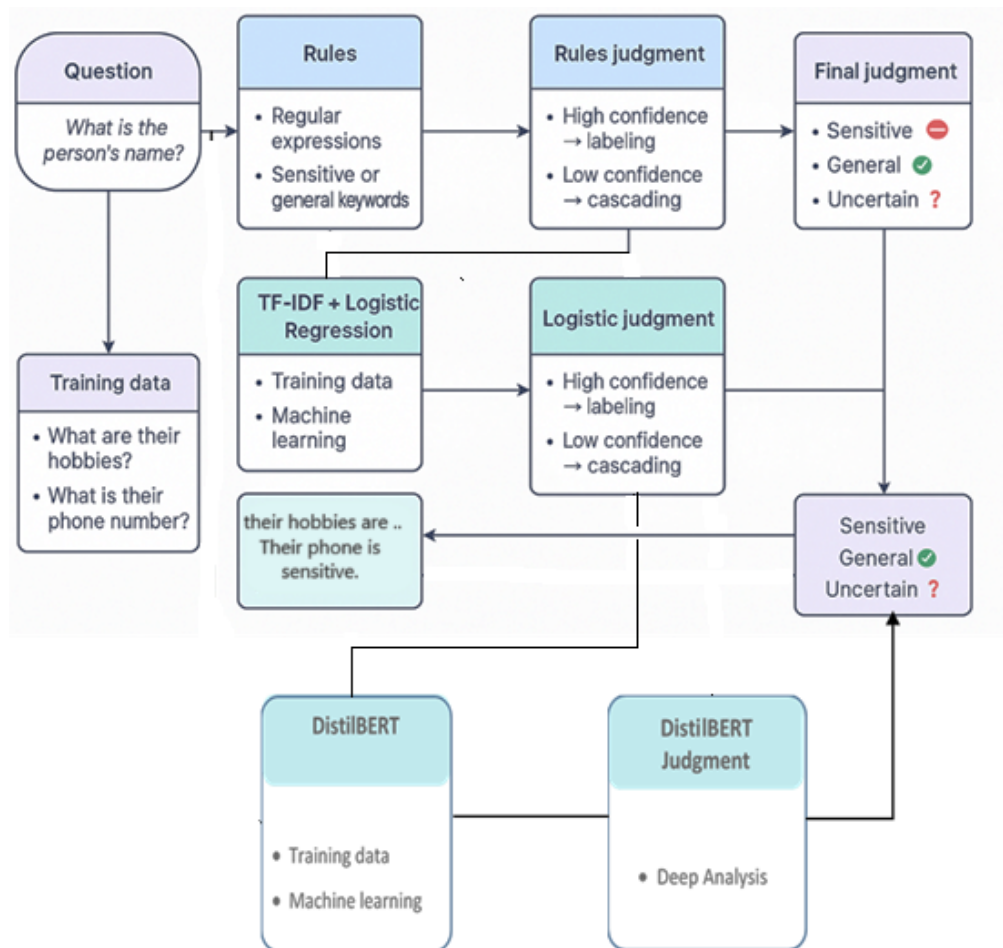 Question
What is the
person's name?
Rules
• Regular
expressions
• Sensitive or
general keywords
Rules judgment
• High confidence
→ labeling
• Low confidence
→ cascading
Final judgment
• Sensitive
• General
• Uncertain ?
Training data
• What are their
hobbies?
• What is their
phone number?
TF-IDF + Logistic
Regression
• Training data
• Machine
learning
Logistic judgment
• High confidence
→ labeling
• Low confidence
→ cascading
their hobbies are ..
Their phone is
sensitive.
Sensitive
General
Uncertain ?
DistilBERT
• Training data
• Machine learning
DistilBERT
Judgment
• Deep Analysis